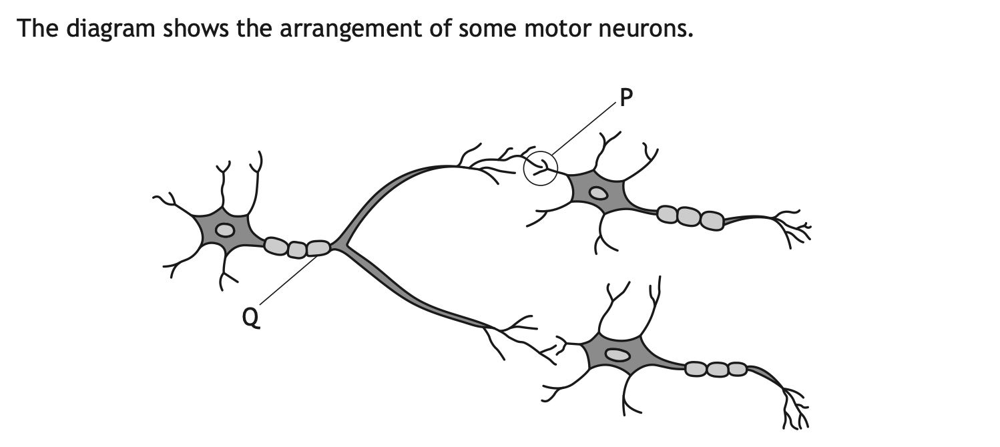 The diagram shows the arrangement of some motor neurons.
P
Q